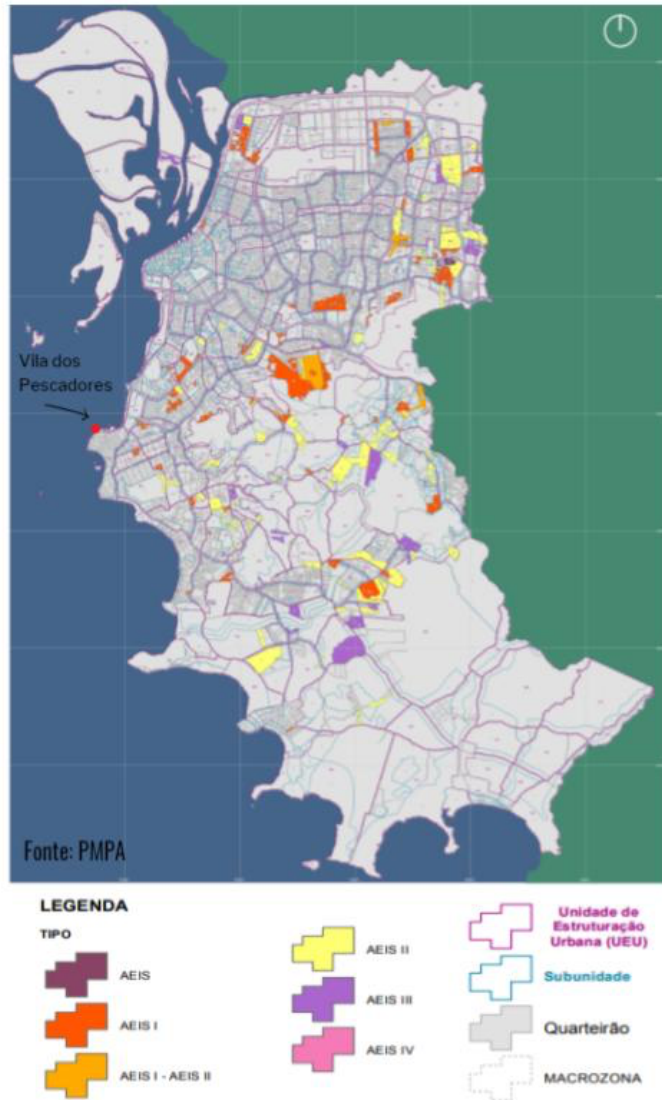 Vila dos
Pescadores
Fonte: PMPA
LEGENDA
TIPO
AEIS
AEIS I
AEIS I - AEIS II
AEIS II
AEIS III
AEIS IV
Unidade de
Estruturação
Urbana (UEU)
Subunidade
Quarteirão
MACROZONA